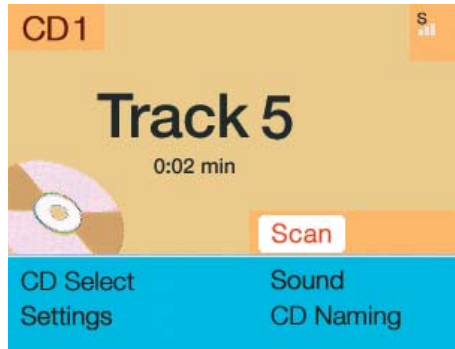 CD1
S
Track 5
0:02 min
Scan
CD Select Sound
Settings CD Naming